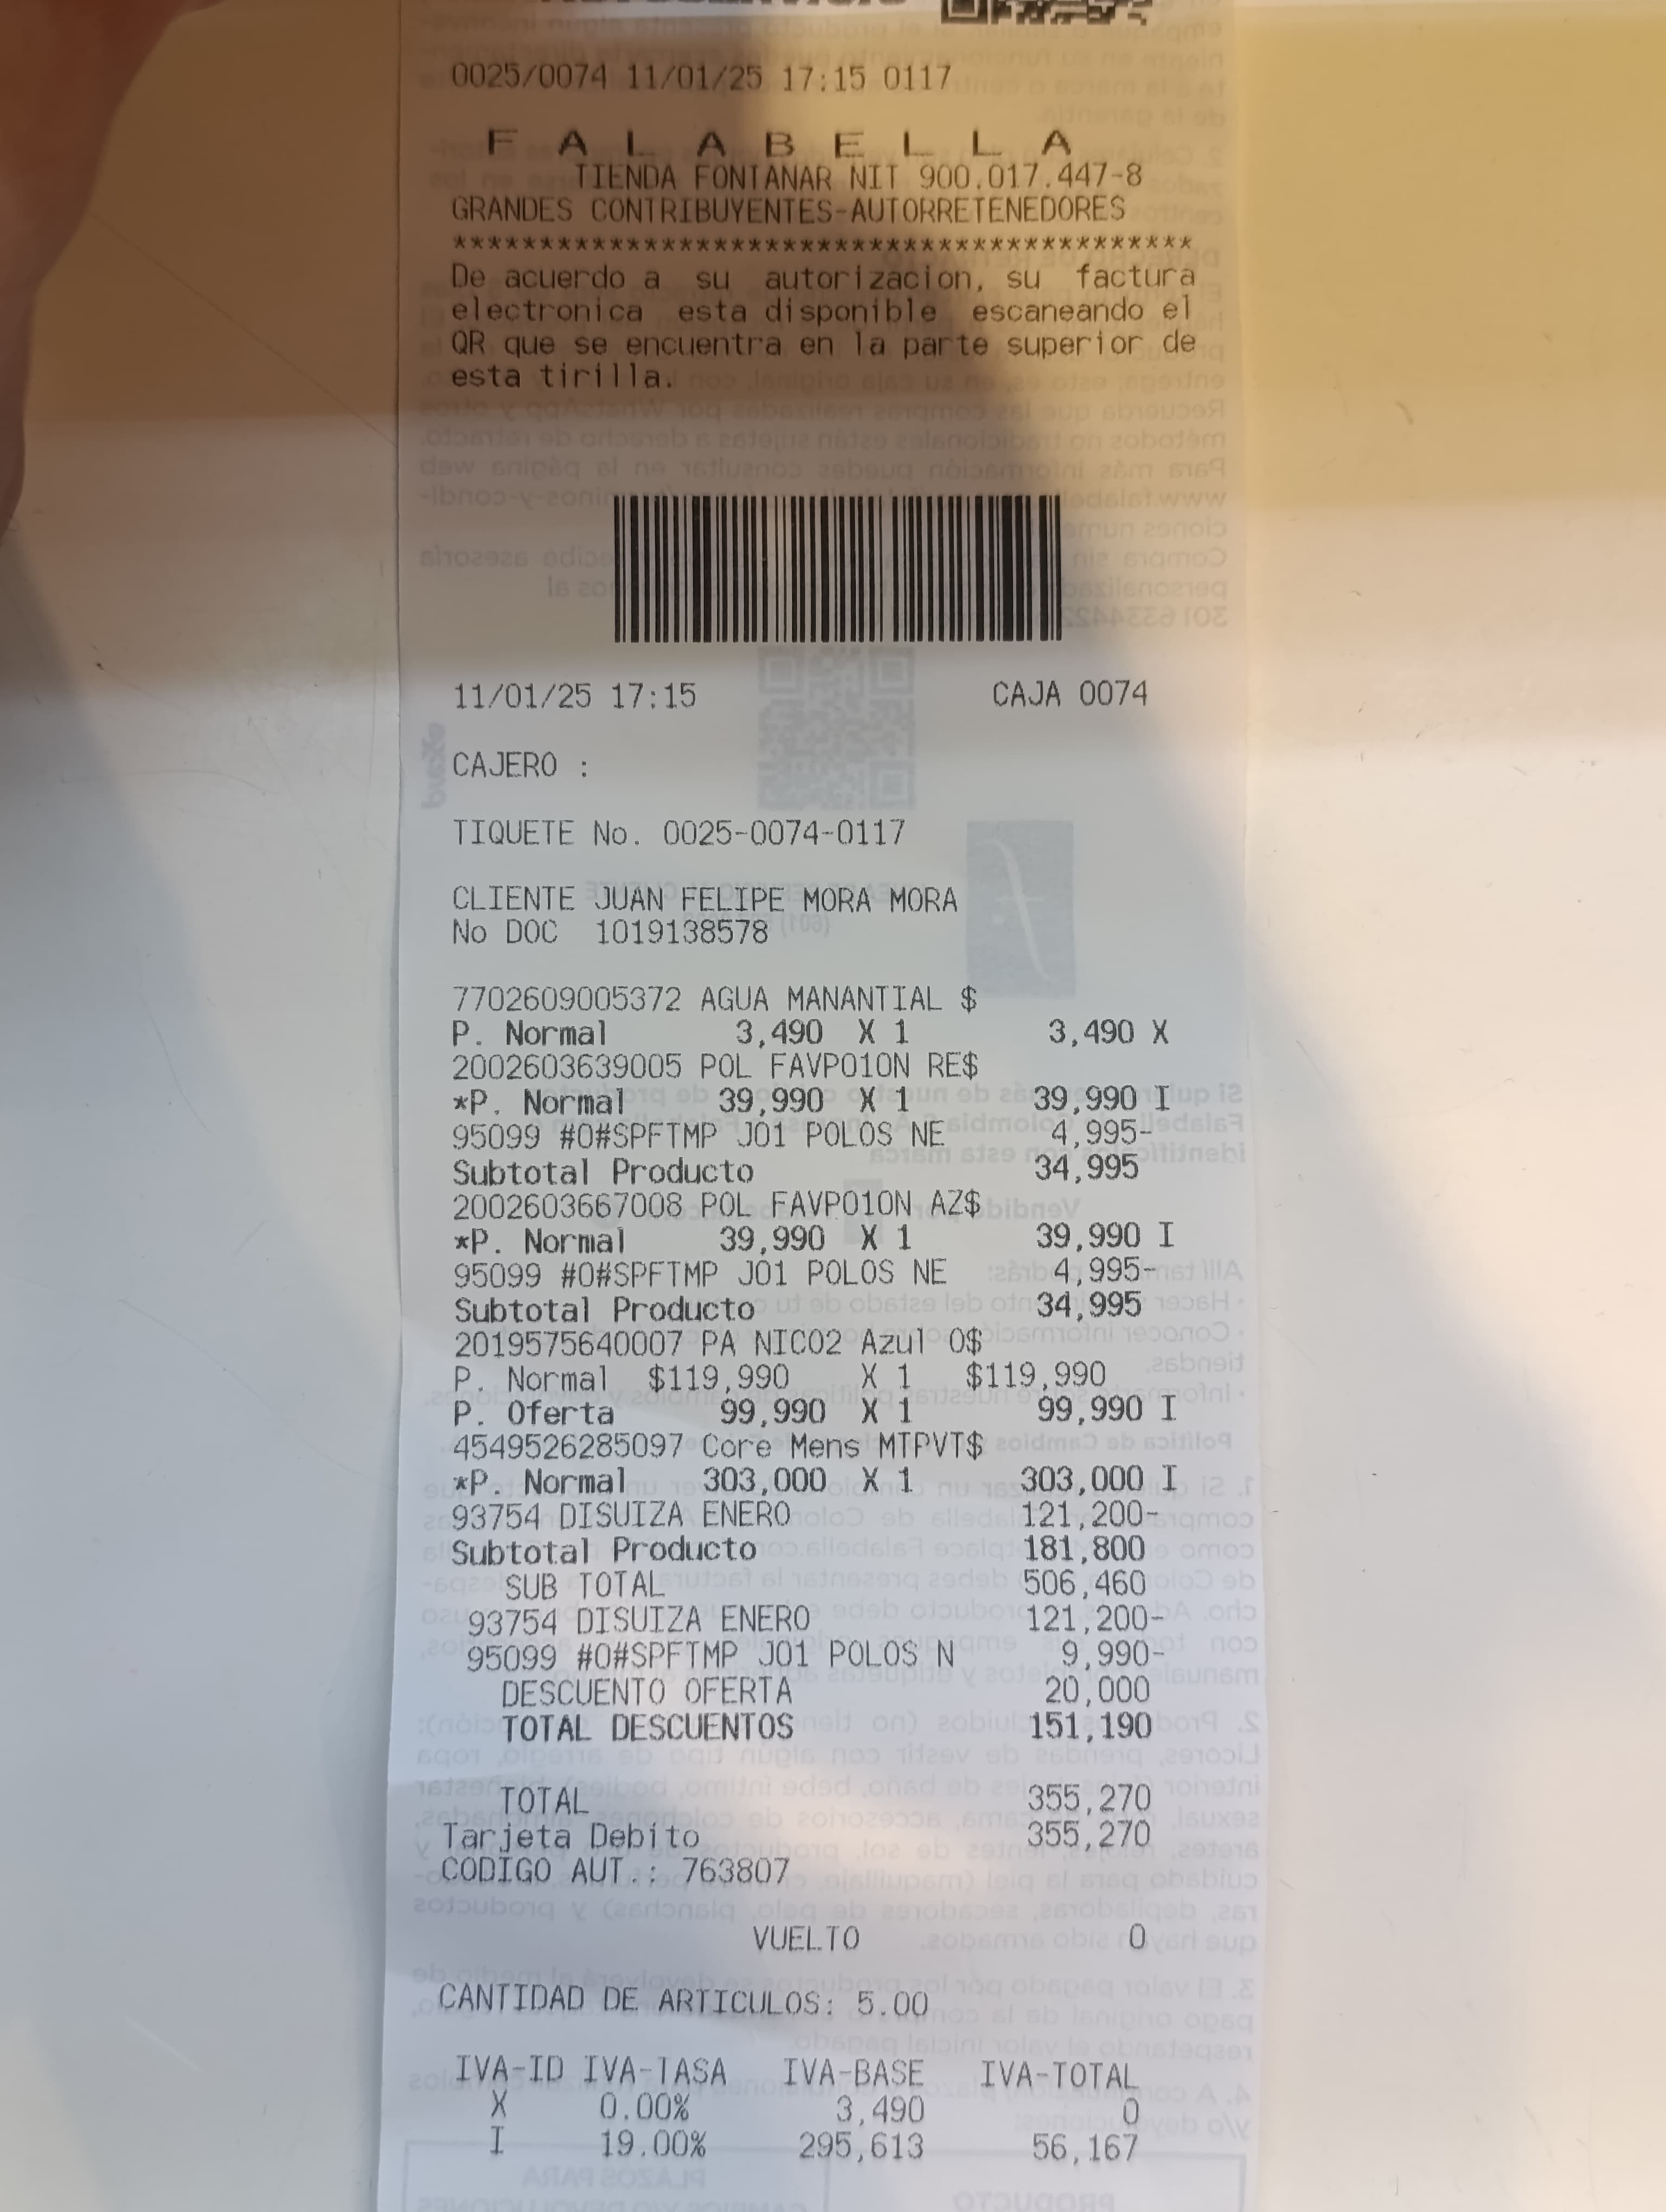 0025/0074 11/01/25 17:15 0117
F A L A B E L L A
TIENDA FONTANAR NIT 900.017.447-8
GRANDES CONTRIBUYENTES-AUTORRETENEDORES
*******************************************
De acuerdo a su autorizacion, su factura
electronica esta disponible escaneando el
QR que se encuentra en la parte superior de
esta tirilla.
11/01/25 17:15 CAJA 0074
CAJERO :
TIQUETE No. 0025-0074-0117
CLIENTE JUAN FELIPE MORA MORA
No DOC 1019138578
7702609005372 AGUA MANANTIAL $
P. Normal 3,490 X 1 3,490 X
2002603639005 POL FAVPO10N RE$
*P. Normal 39,990 X 1 39,990 I
95099 #0#SPFTMP J01 POLOS NE 4,995-
Subtotal Producto 34,995
2002603667008 POL FAVPO10N AZ$
*P. Normal 39,990 X 1 39,990 I
95099 #0#SPFTMP J01 POLOS NE 4,995-
Subtotal Producto 34,995
2019575640007 PA NICO2 Azul O$
P. Normal $119,990 X 1 $119,990
P. Oferta 99,990 X 1 99,990 I
4549526285097 Core Mens MTPVT$
*P. Normal 303,000 X 1 303,000 I
93754 DISUIZA ENERO 121,200-
Subtotal Producto 181,800
SUB TOTAL 506,460
93754 DISUIZA ENERO 121,200-
95099 #0#SPFTMP J01 POLOS N 9,990-
DESCUENTO OFERTA 20,000
TOTAL DESCUENTOS 151,190
TOTAL 355,270
Tarjeta Debito 355,270
CODIGO AUT.: 763807
VUELTO 0
CANTIDAD DE ARTICULOS: 5.00
IVA-ID IVA-TASA IVA-BASE IVA-TOTAL
X 0.00% 3,490 0
I 19.00% 295,613 56,167